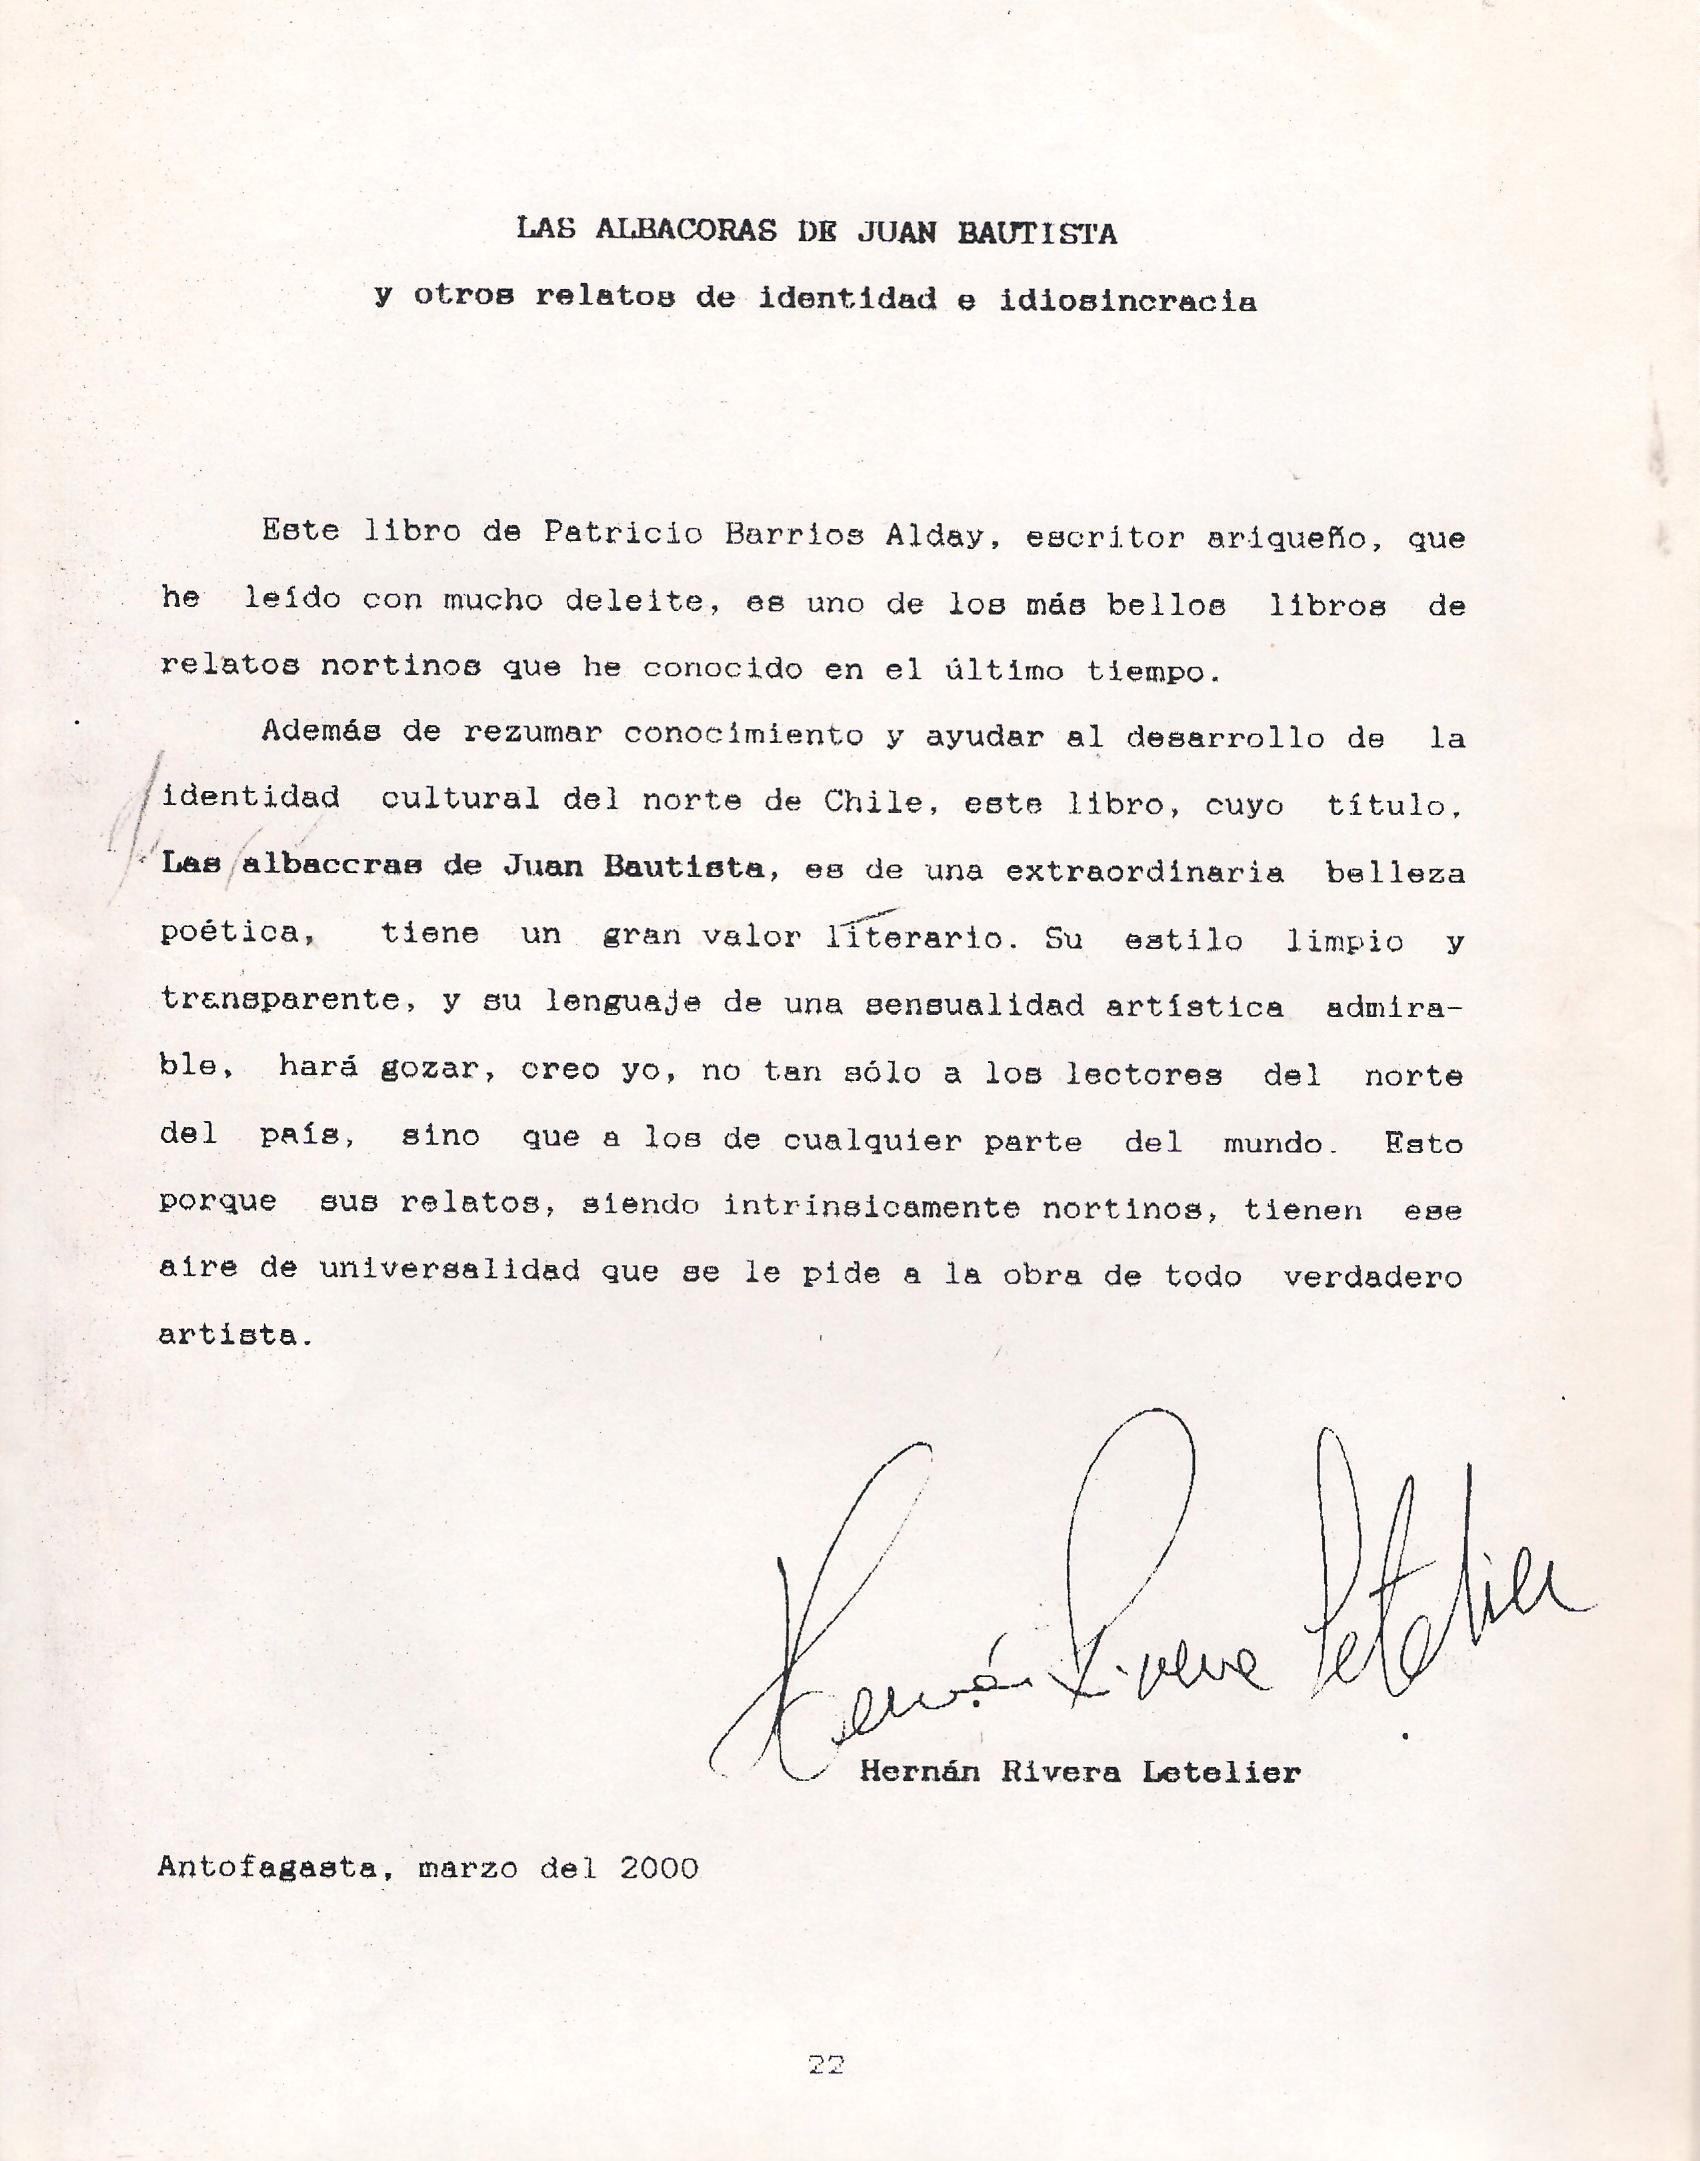 LAS ALBACORAS DE JUAN BAUTISTA
y otros relatos de identidad e idiosincracia
Este libro de Patricio Barrios Alday, escritor ariqueño, que
he leído con mucho deleite, es uno de los más bellos libros de
relatos nortinos que he conocido en el último tiempo.
Además de rezumar conocimiento y ayudar al desarrollo de la
identidad cultural del norte de Chile, este libro, cuyo título,
Las albacoras de Juan Bautista, es de una extraordinaria belleza
poética, tiene un gran valor literario. Su estilo limpio y
transparente, y su lenguaje de una sensualidad artística admira-
ble, hará gozar, creo yo, no tan sólo a los lectores del norte
del país, sino que a los de cualquier parte del mundo. Esto
porque sus relatos, siendo intrínsicamente nortinos, tienen ese
aire de universalidad que se le pide a la obra de todo verdadero
artista.
Hernán Rivera Letelier
Hernán Rivera Letelier
Antofagasta, marzo del 2000
22